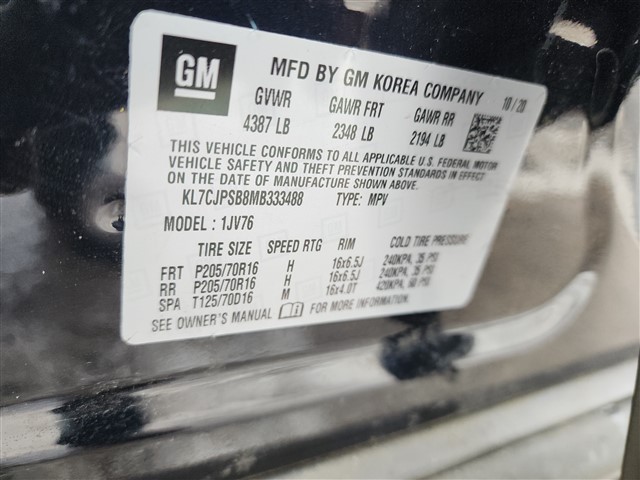 GM
MFD BY GM KOREA COMPANY 10 / 20
GVWR GAWR FRT GAWR RR
4387 LB 2348 LB 2194 LB
THIS VEHICLE CONFORMS TO ALL APPLICABLE U.S. FEDERAL MOTOR
VEHICLE SAFETY AND THEFT PREVENTION STANDARDS IN EFFECT
ON THE DATE OF MANUFACTURE SHOWN ABOVE.
KL7CJPSB8MB333488 TYPE: MPV
MODEL : 1JV76
TIRE SIZE SPEED RTG RIM COLD TIRE PRESSURE
FRT P205/70R16 H 16x6.5J 240KPA, 35 PSI
RR P205/70R16 H 16x6.5J 240KPA, 35 PSI
SPA T125/70D16 M 16x4.0T 420KPA, 60 PSI
SEE OWNER'S MANUAL FOR MORE INFORMATION.